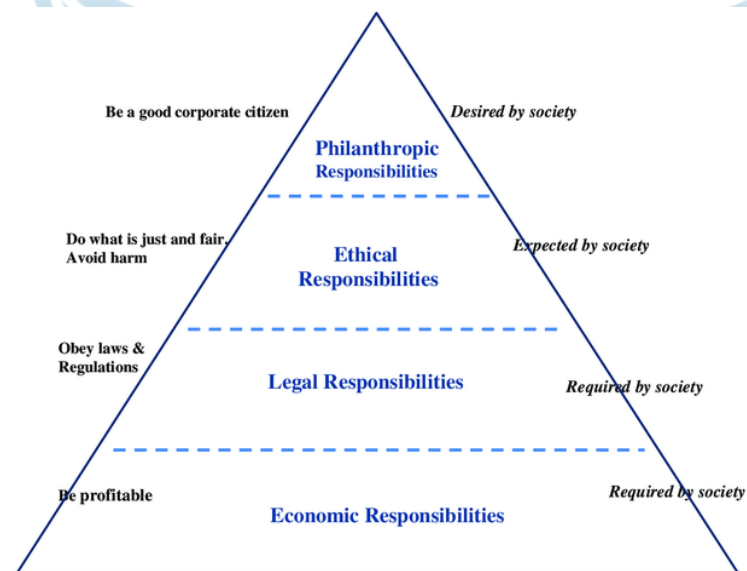 Be a good corporate citizen
Desired by society
Philanthropic
Responsibilities
Do what is just and fair,
Avoid harm
Expected by society
Ethical
Responsibilities
Obey laws &
Regulations
Legal Responsibilities
Required by society
Be profitable
Required by society
Economic Responsibilities